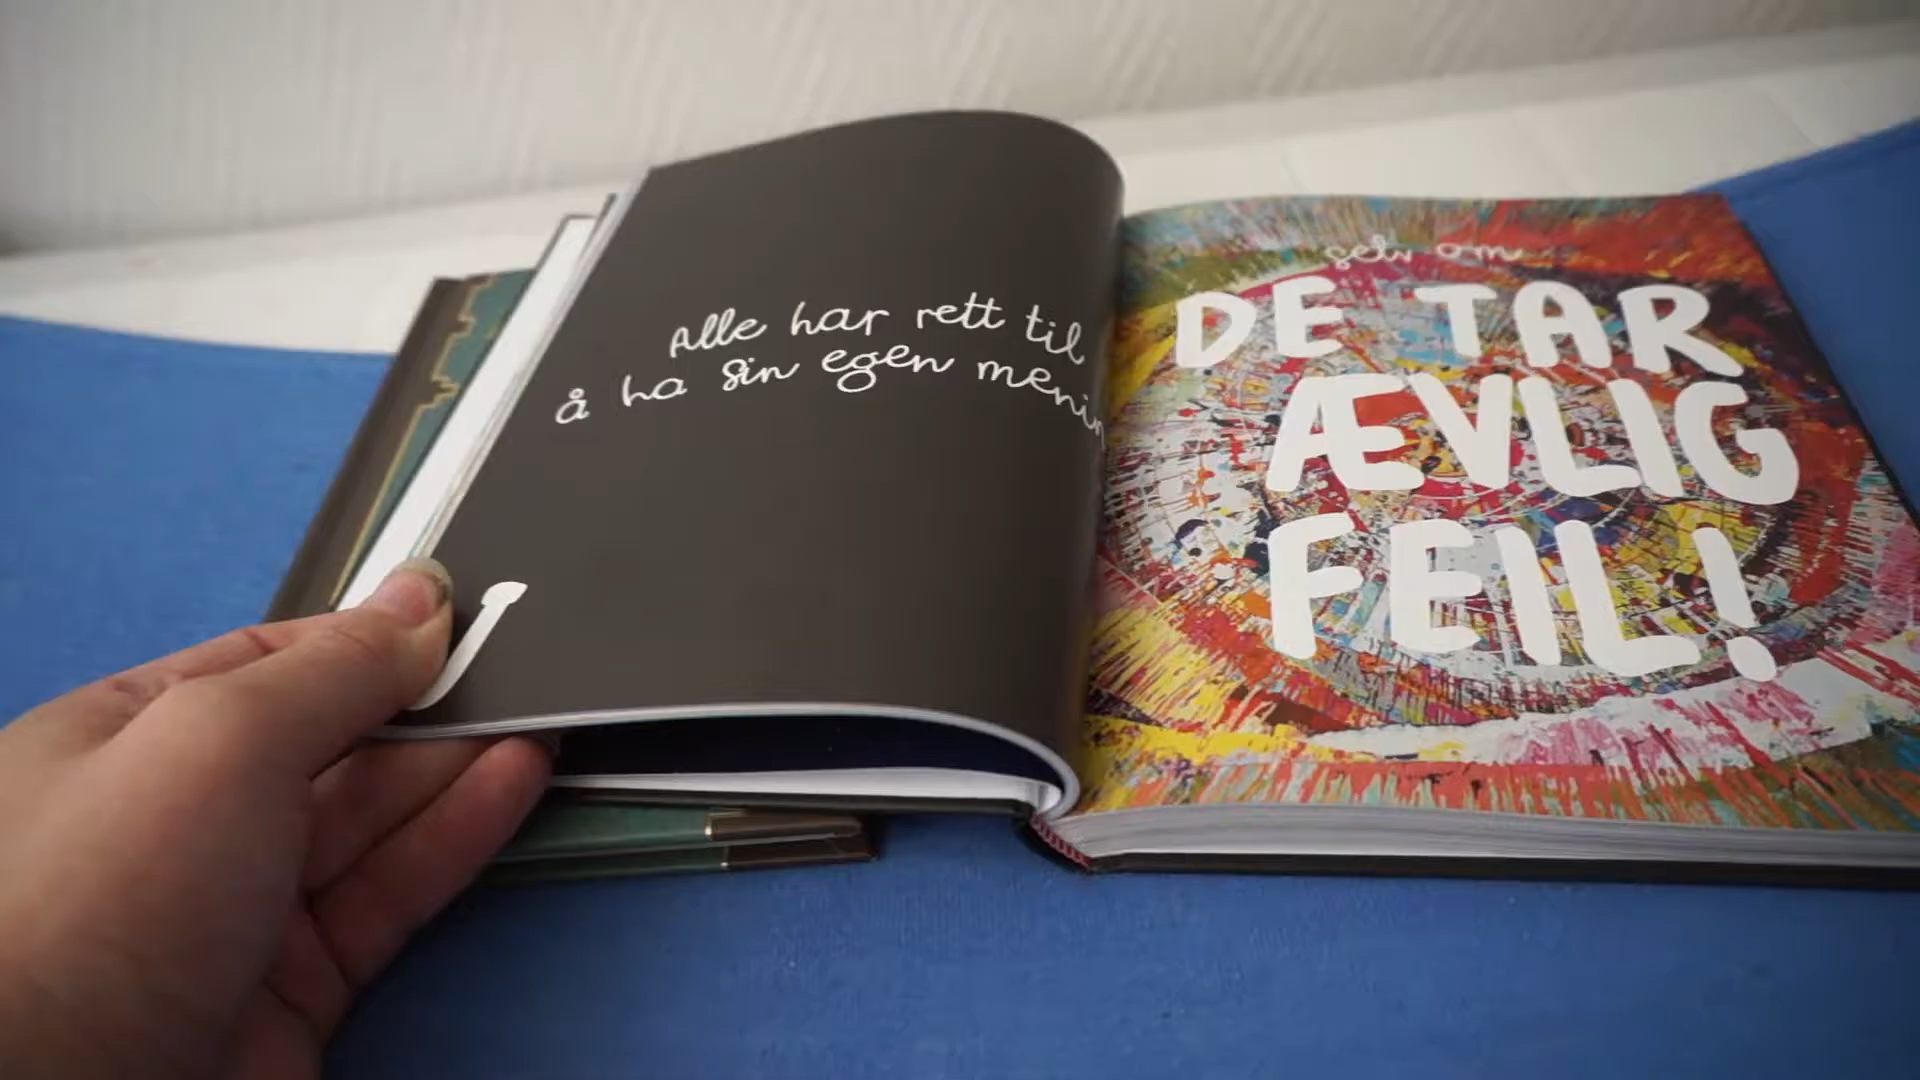 Alle har rett til
å ha sin egen menin
selv om
DE TAR
ÆVLIG
FEIL!